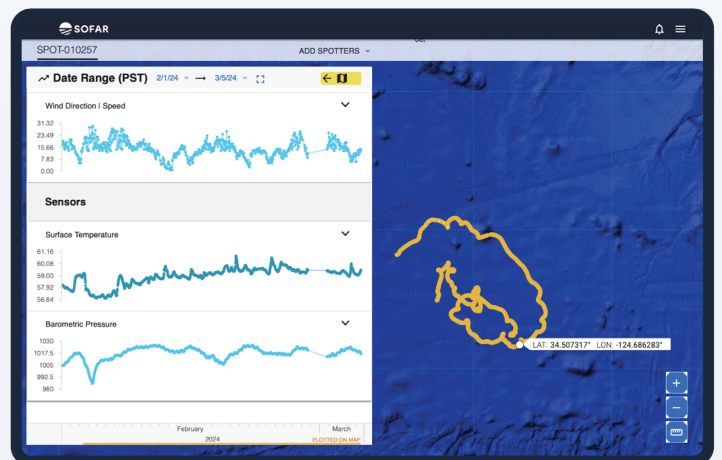 SOFAR
SPOT-010257
ADD SPOTTERS
Date Range (PST) 2/1/24 → 3/5/24
Wind Direction | Speed
31.32
23.49
15.66
7.83
0.00
Sensors
Surface Temperature
61.16
60.08
59.00
57.92
56.84
Barometric Pressure
1030
1017.5
1005
992.5
980
February March
2024 PLOTTED ON MAP
LAT: 34.507317° LON: -124.686283°